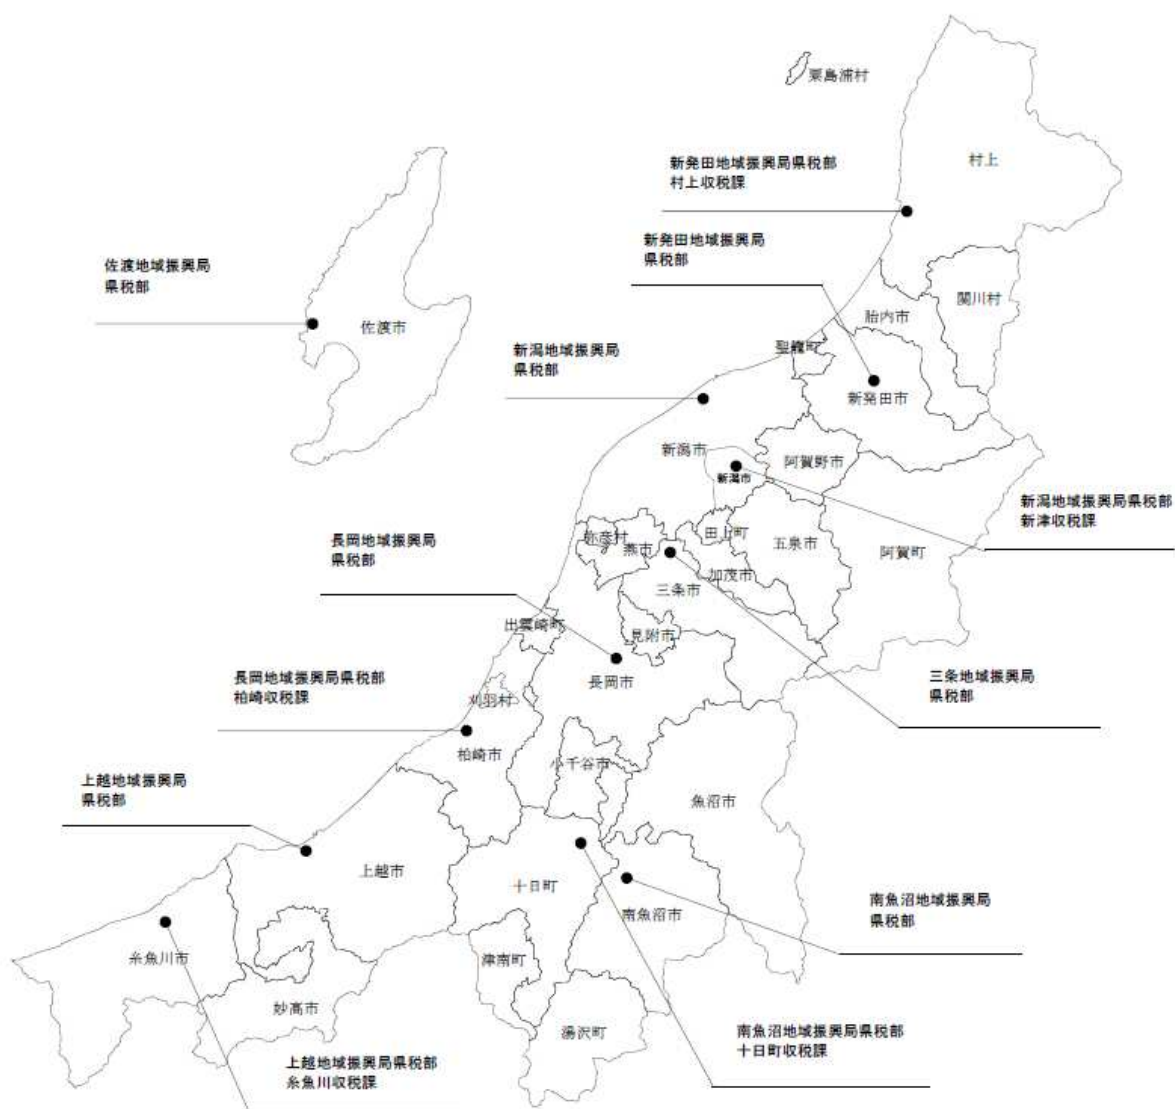 粟島浦村
新発田地域振興局県税部
村上収税課
村上
新発田地域振興局
県税部
佐渡地域振興局
県税部
関川村
胎内市
佐渡市
聖籠町
新潟地域振興局
県税部
新発田市
新潟市
阿賀野市
新潟市
新潟地域振興局県税部
新津収税課
長岡地域振興局
県税部
弥彦村
燕市
田上町
五泉市
阿賀町
加茂市
三条市
出雲崎町
見附市
長岡地域振興局県税部
柏崎収税課
長岡市
三条地域振興局
県税部
刈羽村
柏崎市
小千谷市
上越地域振興局
県税部
魚沼市
上越市
十日町
南魚沼地域振興局
県税部
南魚沼市
糸魚川市
津南町
妙高市
湯沢町
南魚沼地域振興局県税部
十日町収税課
上越地域振興局県税部
糸魚川収税課